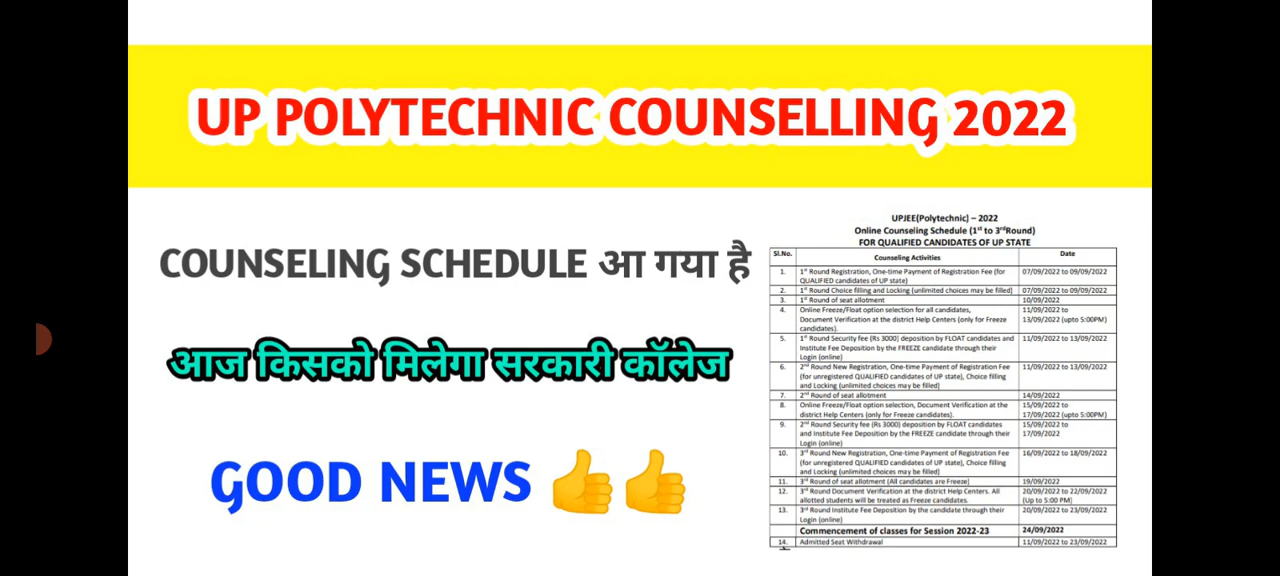 UP POLYTECHNIC COUNSELLING 2022
COUNSELING SCHEDULE आ गया है
आज किसको मिलेगा सरकारी कॉलेज
GOOD NEWS 👍👍
UPJEE(Polytechnic) – 2022
Online Counseling Schedule (1st to 3rdRound)
FOR QUALIFIED CANDIDATES OF UP STATE
Sl.No. Counseling Activities Date
1. 1st Round Registration, One-time Payment of Registration Fee (for 07/09/2022 to 09/09/2022
QUALIFIED candidates of UP state)
2. 1st Round Choice filling and Locking (unlimited choices may be filled) 07/09/2022 to 09/09/2022
3. 1st Round of seat allotment 10/09/2022
4. Online Freeze/Float option selection for all candidates, 11/09/2022 to
Document Verification at the district Help Centers (only for Freeze 13/09/2022 (upto 5:00PM)
candidates).
5. 1st Round Security fee (Rs 3000) deposition by FLOAT candidates and 11/09/2022 to 13/09/2022
Institute Fee Deposition by the FREEZE candidate through their
Login (online)
6. 2nd Round New Registration, One-time Payment of Registration Fee 11/09/2022 to 13/09/2022
(for unregistered QUALIFIED candidates of UP state), Choice filling
and Locking (unlimited choices may be filled)
7. 2nd Round of seat allotment 14/09/2022
8. Online Freeze/Float option selection, Document Verification at the 15/09/2022 to
district Help Centers (only for Freeze candidates). 17/09/2022 (upto 5:00PM)
9. 2nd Round Security fee (Rs 3000) deposition by FLOAT candidates 15/09/2022 to
and Institute Fee Deposition by the FREEZE candidate through their 17/09/2022
Login (online)
10. 3rd Round New Registration, One-time Payment of Registration Fee 16/09/2022 to 18/09/2022
(for unregistered QUALIFIED candidates of UP state), Choice filling
and Locking (unlimited choices may be filled)
11. 3rd Round of seat allotment (All candidates are Freeze) 19/09/2022
12. 3rd Round Document Verification at the district Help Centers. All 20/09/2022 to 22/09/2022
allotted students will be treated as Freeze candidates. (Up to 5:00 PM)
13. 3rd Round Institute Fee Deposition by the candidate through their 20/09/2022 to 23/09/2022
Login (online)
Commencement of classes for Session 2022-23 24/09/2022
14. Admitted Seat Withdrawal 11/09/2022 to 23/09/2022